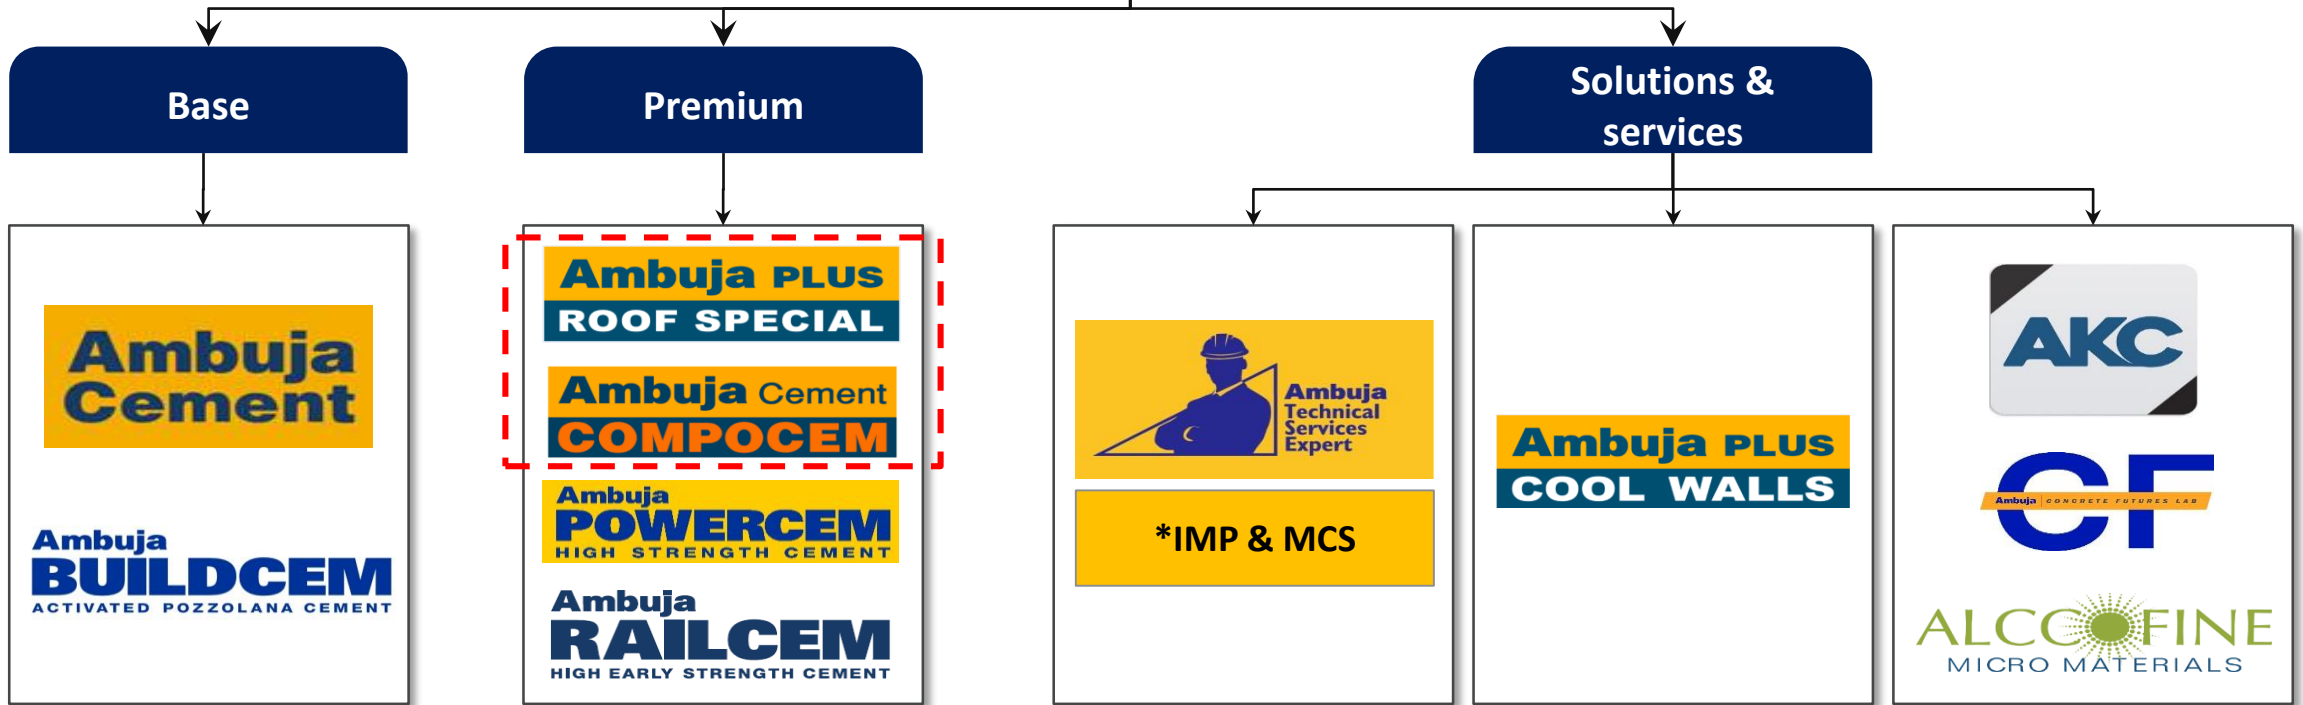 Base
Premium
Solutions &
services
Ambuja
Cement
Ambuja
BUILDCEM
ACTIVATED POZZOLANA CEMENT
Ambuja PLUS
ROOF SPECIAL
Ambuja Cement
COMPOCEM
Ambuja
POWERCEM
HIGH STRENGTH CEMENT
Ambuja
RAILCEM
HIGH EARLY STRENGTH CEMENT
Ambuja
Technical
Services
Expert
*IMP & MCS
Ambuja PLUS
COOL WALLS
AKC
CF
Ambuja CONCRETE FUTURES LAB
ALCCOFINE
MICRO MATERIALS